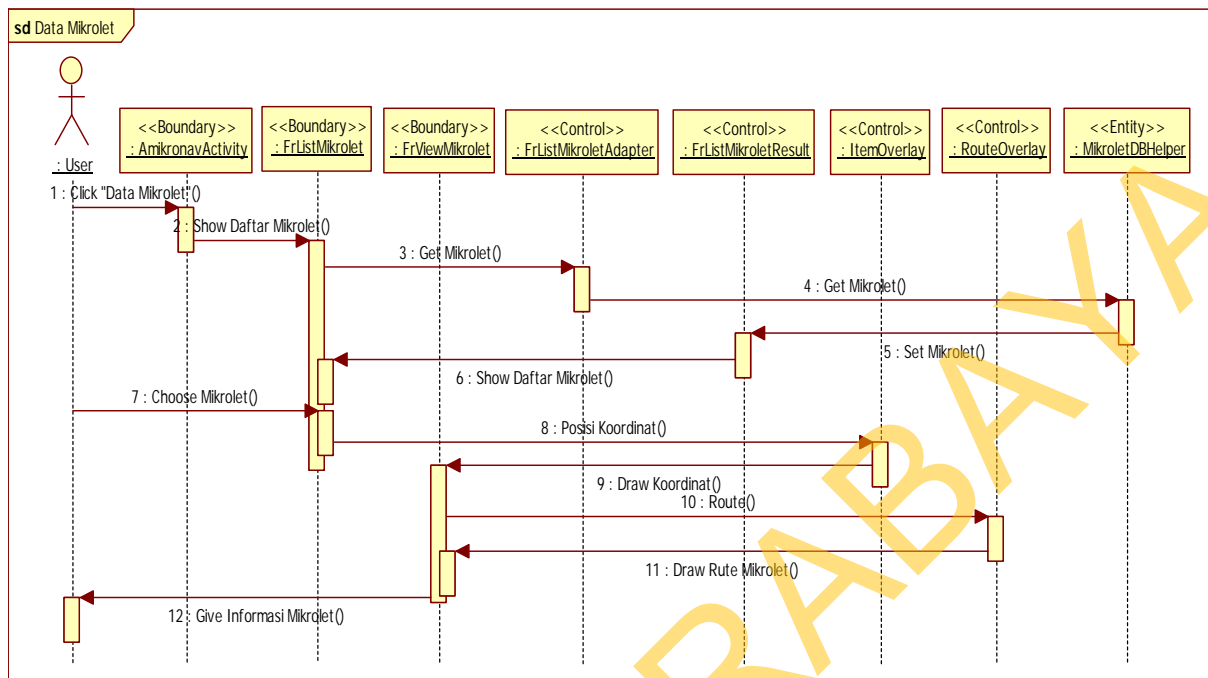 sd Data Mikrolet
: User
<<Boundary>>
: AmikronavActivity
<<Boundary>>
: FrListMikrolet
<<Boundary>>
: FrViewMikrolet
<<Control>>
: FrListMikroletAdapter
<<Control>>
: FrListMikroletResult
<<Control>>
: ItemOverlay
<<Control>>
: RouteOverlay
<<Entity>>
: MikroletDBHelper
1 : Click "Data Mikrolet"()
2 : Show Daftar Mikrolet()
3 : Get Mikrolet()
4 : Get Mikrolet()
5 : Set Mikrolet()
6 : Show Daftar Mikrolet()
7 : Choose Mikrolet()
8 : Posisi Koordinat()
9 : Draw Koordinat()
10 : Route()
11 : Draw Rute Mikrolet()
12 : Give Informasi Mikrolet()
RABAYA